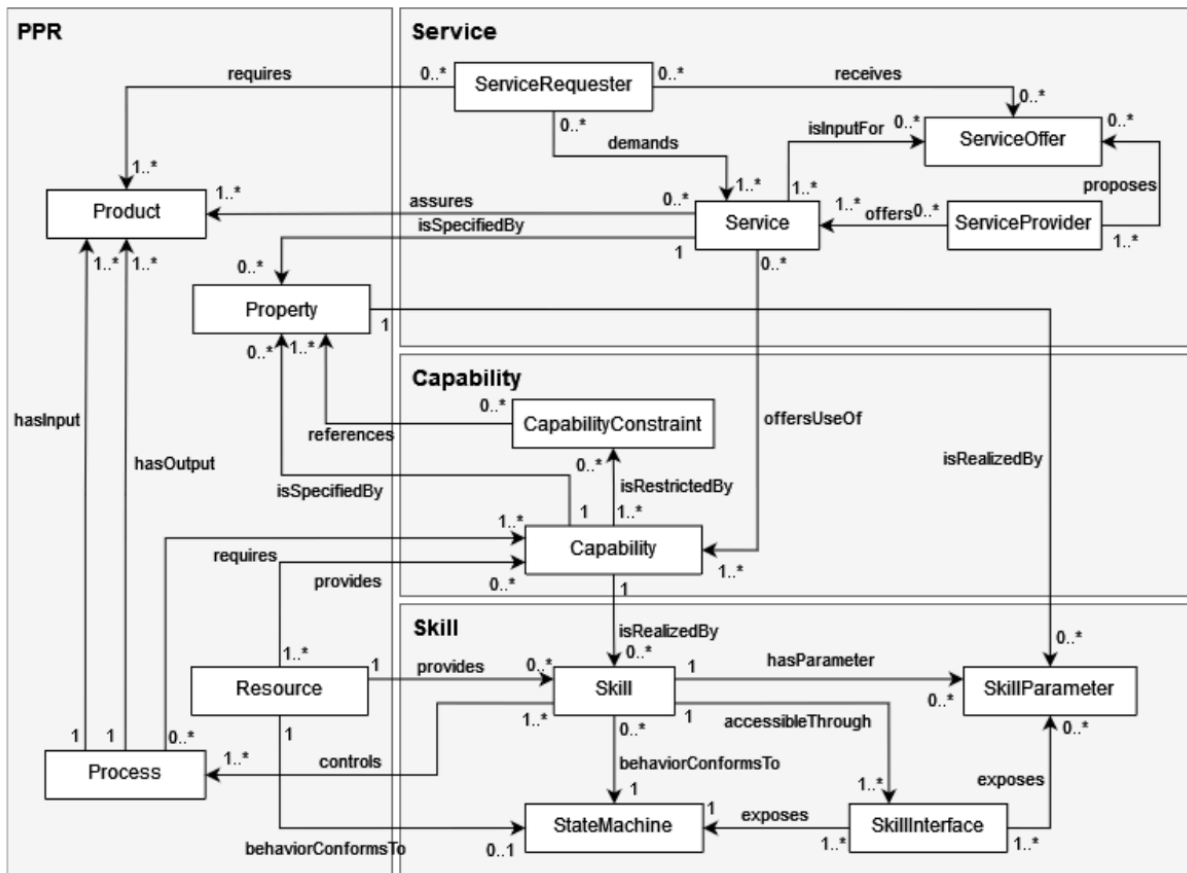 PPR
Service
requires
0..*
ServiceRequester
0..*
receives
0..*
0..*
isInputFor
0..*
0..*
ServiceOffer
demands
proposes
1..*
1..*
1..*
Product
1..*
assures
0..*
Service
1..*
offers
0..*
ServiceProvider
isSpecifiedBy
1
0..*
1..*
1..*
1..*
0..*
Property
1
0..*
1..*
Capability
0..*
CapabilityConstraint
offersUseOf
hasInput
references
hasOutput
0..*
isRealizedBy
isSpecifiedBy
isRestrictedBy
1
1..*
1..*
Capability
requires
provides
0..*
1
1..*
Skill
isRealizedBy
0..*
0..*
1..*
1
provides
0..*
1
hasParameter
Resource
Skill
SkillParameter
0..*
1
1..*
0..*
1
accessibleThrough
0..*
1
1
0..*
1..*
controls
behaviorConformsTo
Process
1..*
exposes
1
1
StateMachine
exposes
SkillInterface
behaviorConformsTo
0..1
1..*
1..*